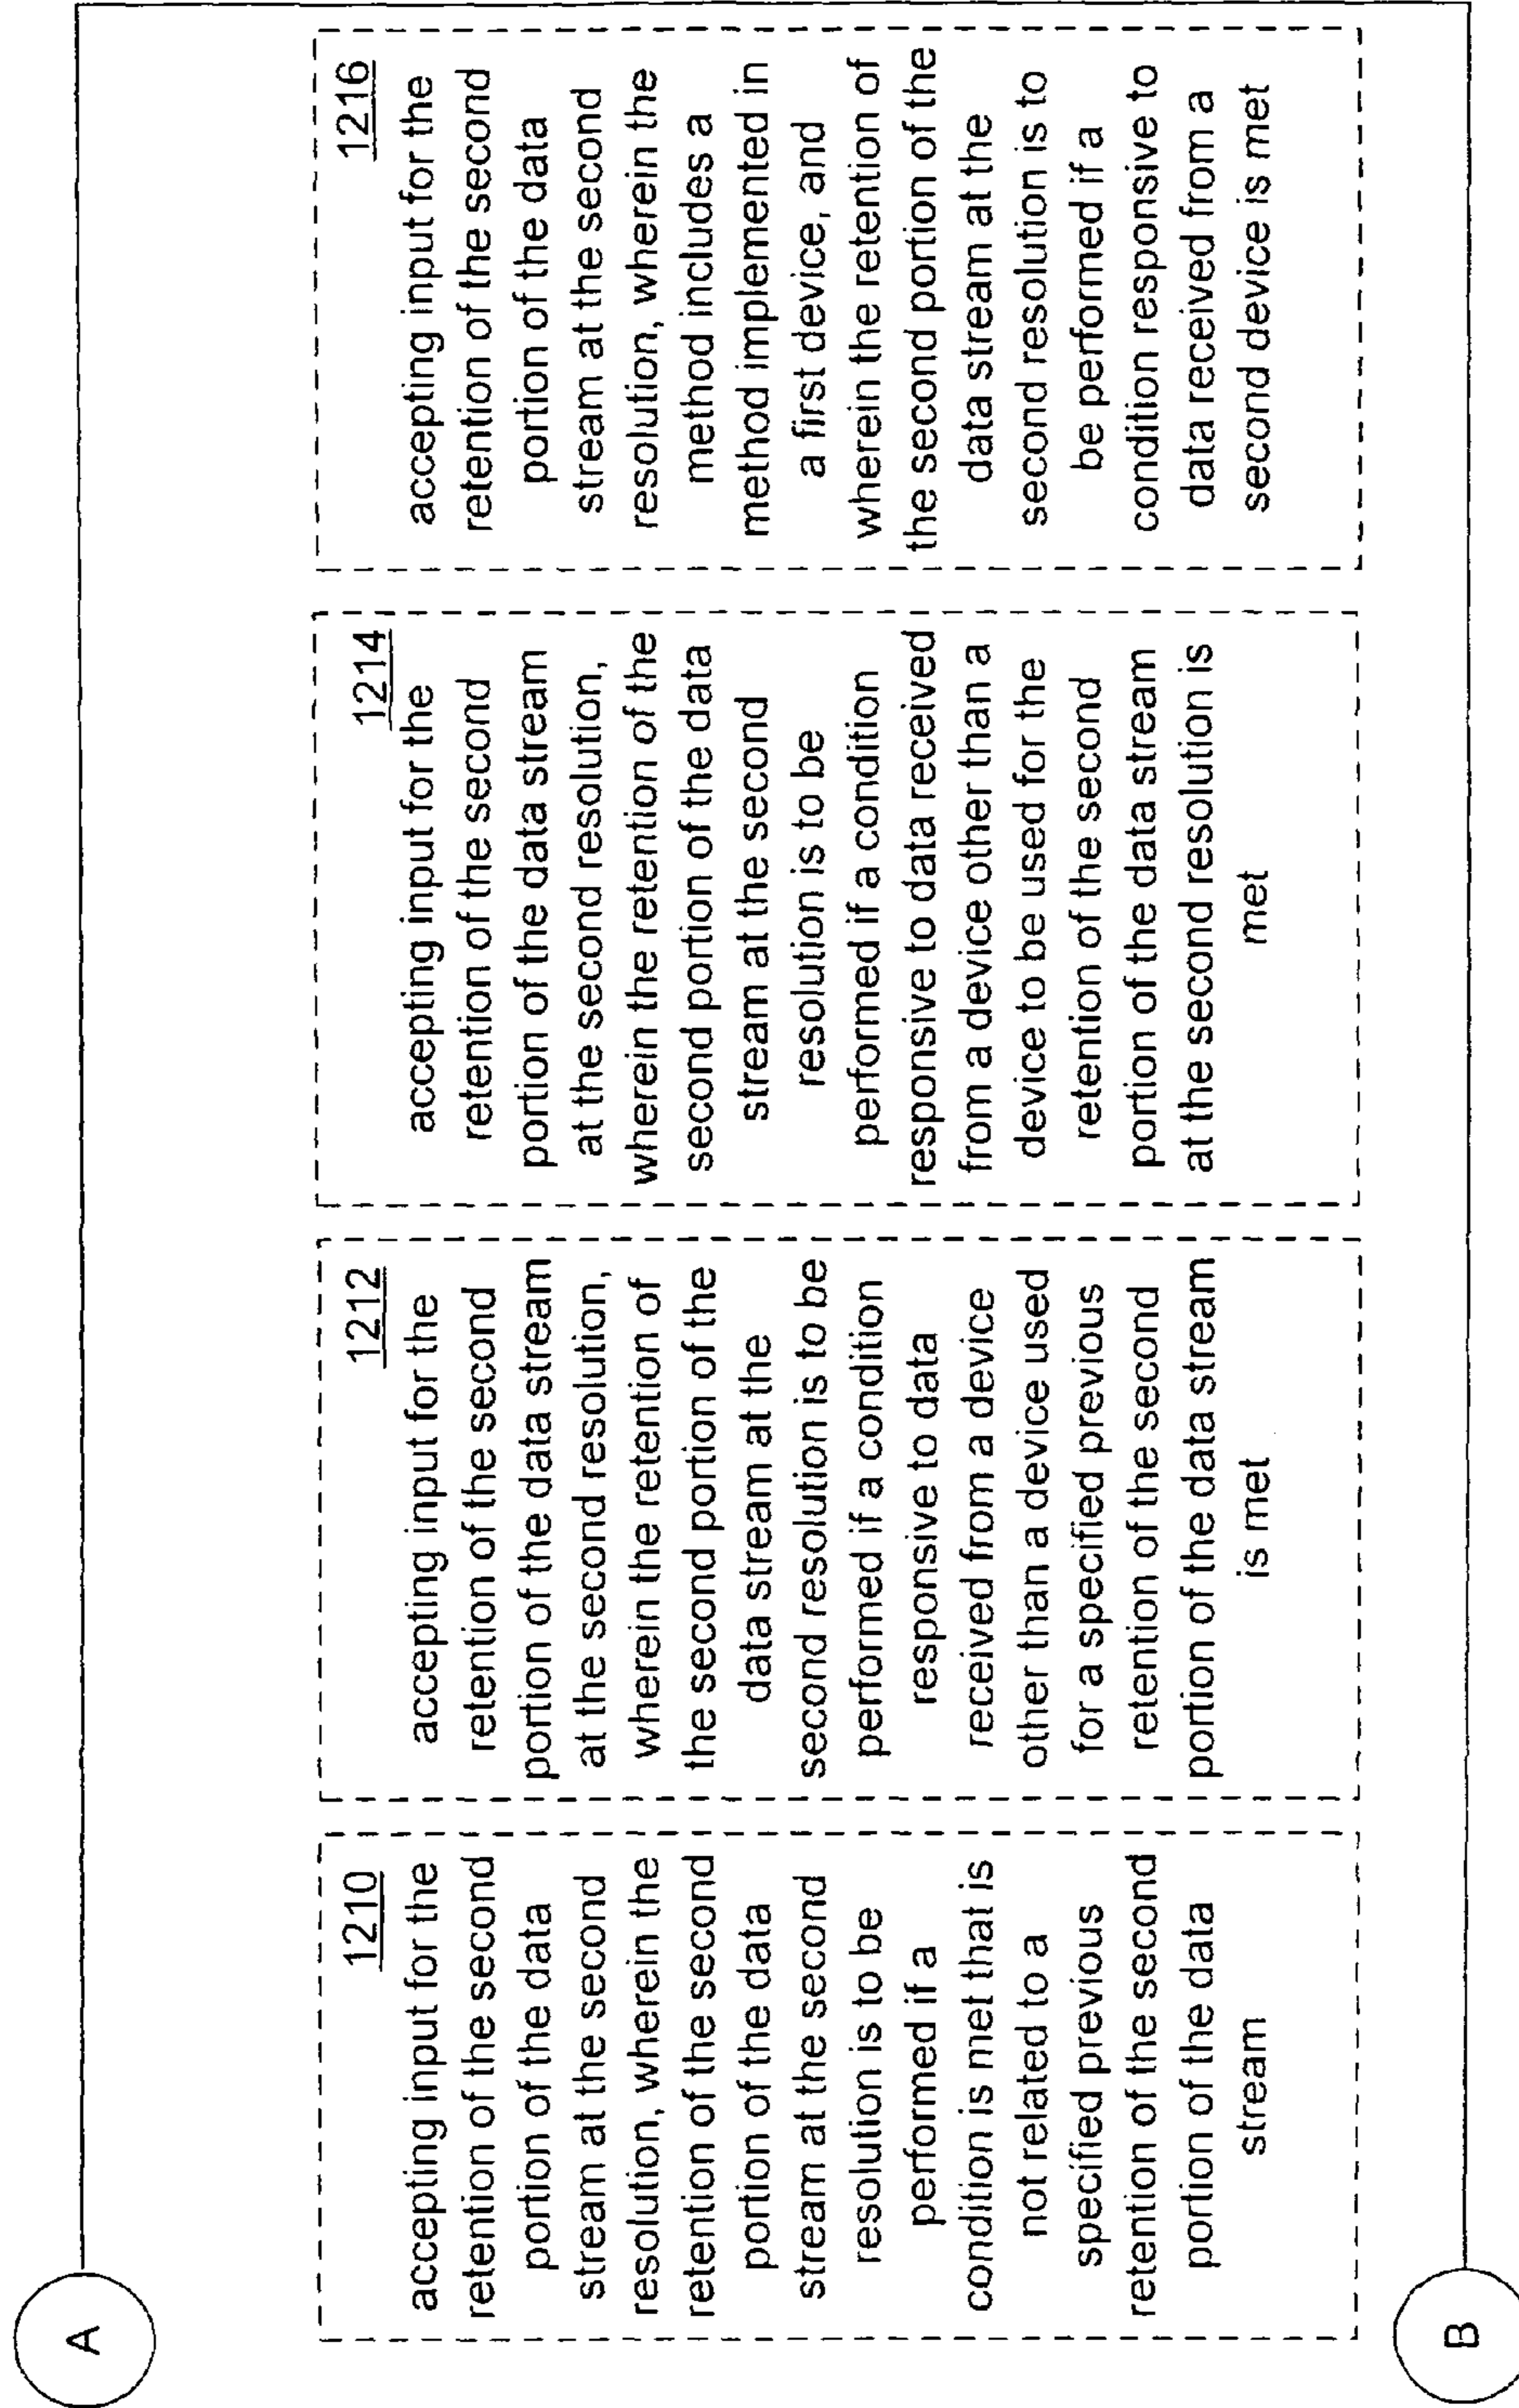 A
1210
accepting input for the
retention of the second
portion of the data
stream at the second
resolution, wherein the
retention of the second
portion of the data
stream at the second
resolution is to be
performed if a
condition is met that is
not related to a
specified previous
retention of the second
portion of the data
stream
1212
accepting input for the
retention of the second
portion of the data stream
at the second resolution,
wherein the retention of
the second portion of the
data stream at the
second resolution is to be
performed if a condition
responsive to data
received from a device
other than a device used
for a specified previous
retention of the second
portion of the data stream
is met
1214
accepting input for the
retention of the second
portion of the data stream
at the second resolution,
wherein the retention of the
second portion of the data
stream at the second
resolution is to be
performed if a condition
responsive to data received
from a device other than a
device to be used for the
retention of the second
portion of the data stream
at the second resolution is
met
1216
accepting input for the
retention of the second
portion of the data
stream at the second
resolution, wherein the
method includes a
method implemented in
a first device, and
wherein the retention of
the second portion of the
data stream at the
second resolution is to
be performed if a
condition responsive to
data received from a
second device is met
B